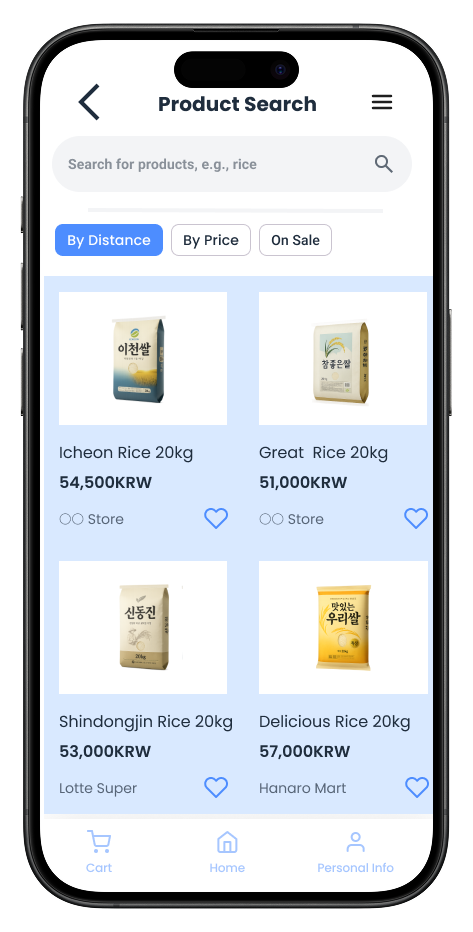 Product Search
Search for products, e.g., rice
By Distance
By Price
On Sale
이천쌀
참좋은쌀
Icheon Rice 20kg
Great  Rice 20kg
54,500KRW
51,000KRW
○○ Store
○○ Store
신동진
20kg
맛있는
우리쌀
Shindongjin Rice 20kg
Delicious Rice 20kg
53,000KRW
57,000KRW
Lotte Super
Hanaro Mart
Cart
Home
Personal Info